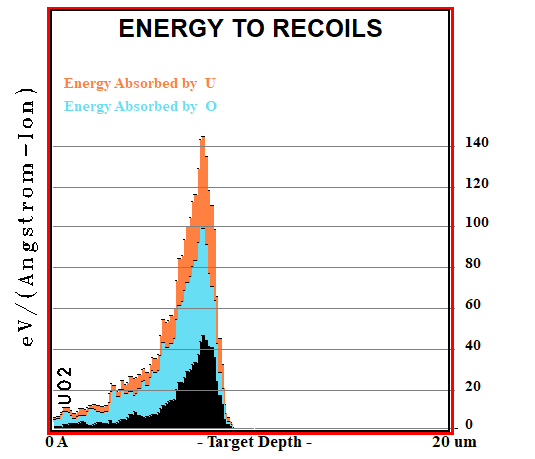 ENERGY TO RECOILS
Energy Absorbed by U
Energy Absorbed by O
eV/(Angstrom-Ion)
140
120
100
80
60
40
20
0
UO2
0 A
- Target Depth -
20 um